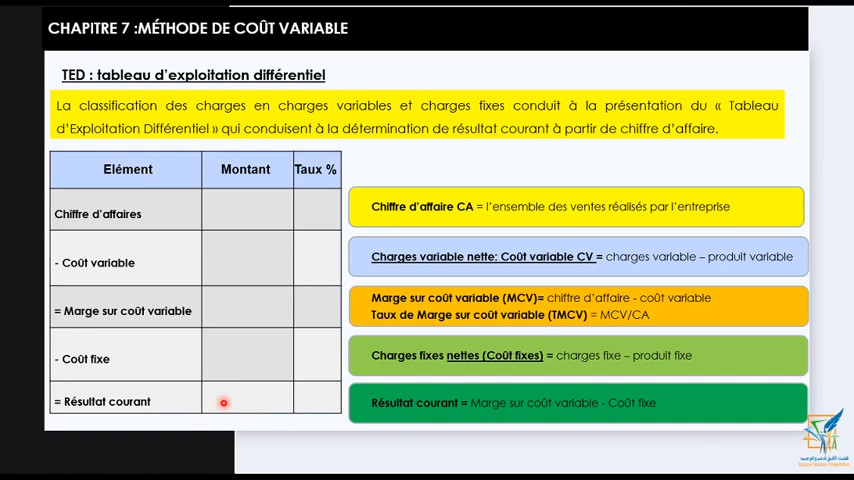 CHAPITRE 7 :MÉTHODE DE COÛT VARIABLE
TED : tableau d'exploitation différentiel
La classification des charges en charges variables et charges fixes conduit à la présentation du « Tableau
d'Exploitation Différentiel » qui conduisent à la détermination de résultat courant à partir de chiffre d'affaire.
Elément Montant Taux %
Chiffre d'affaires
- Coût variable
= Marge sur coût variable
- Coût fixe
= Résultat courant
Chiffre d'affaire CA = l'ensemble des ventes réalisés par l'entreprise
Charges variable nette: Coût variable CV = charges variable – produit variable
Marge sur coût variable (MCV)= chiffre d'affaire - coût variable
Taux de Marge sur coût variable (TMCV) = MCV/CA
Charges fixes nettes (Coût fixes) = charges fixe – produit fixe
Résultat courant = Marge sur coût variable - Coût fixe